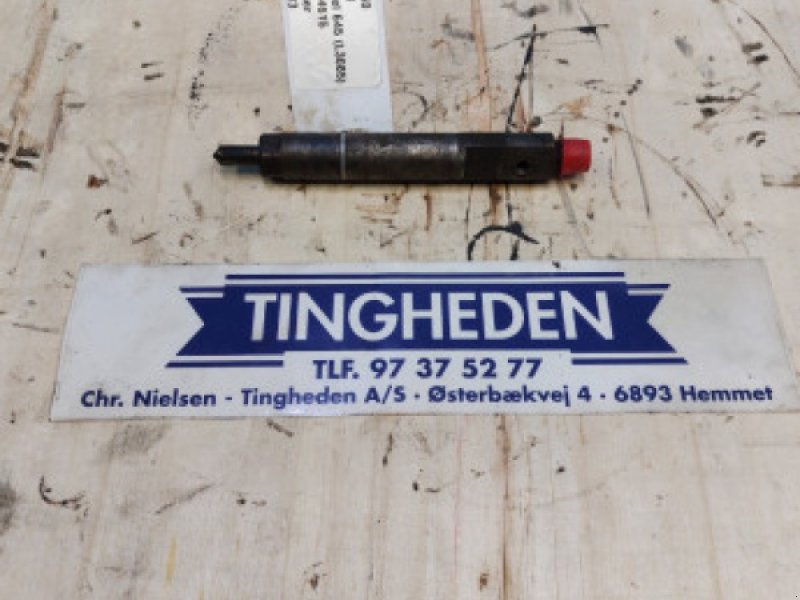 TINGHEDEN
TLF. 97 37 52 77
Chr. Nielsen - Tingheden A/S · Østerbækvej 4 · 6893 Hemmet